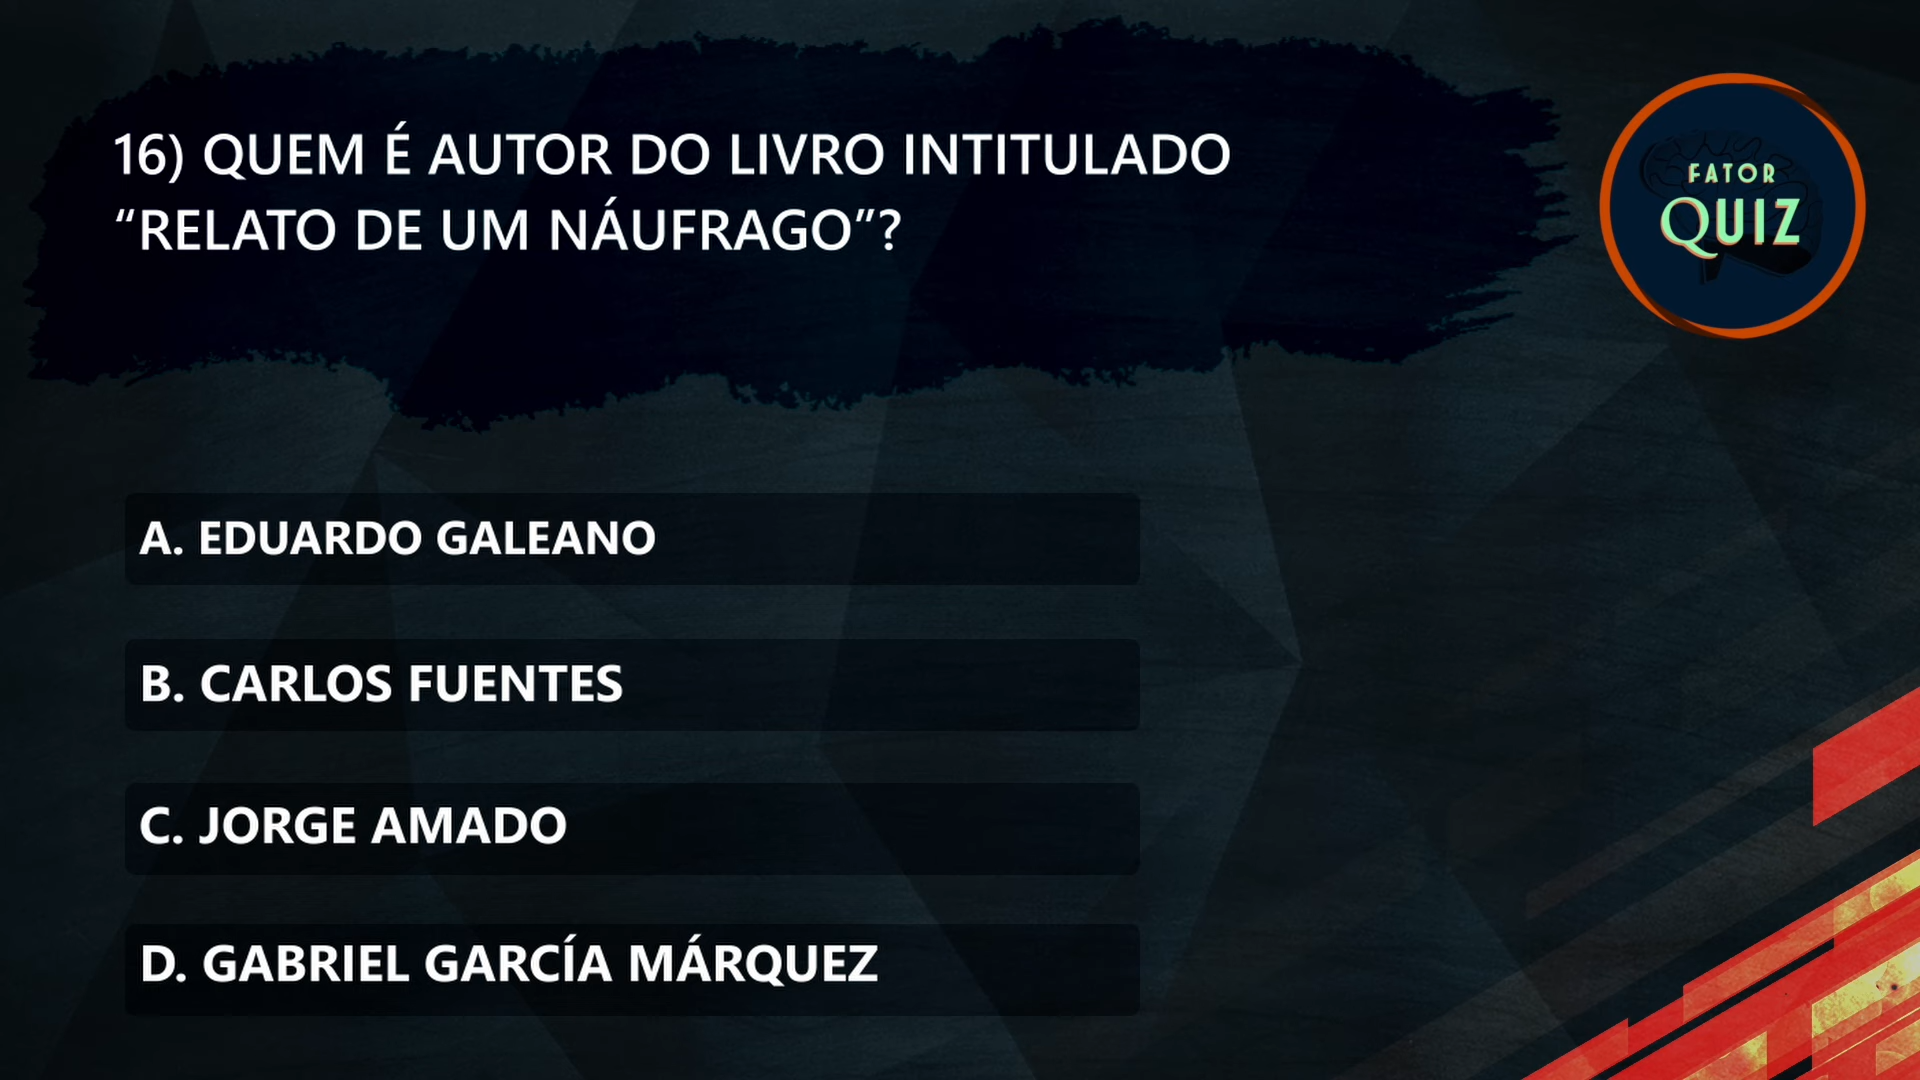 16) QUEM É AUTOR DO LIVRO INTITULADO
“RELATO DE UM NÁUFRAGO”?
FATOR
QUIZ
A. EDUARDO GALEANO
B. CARLOS FUENTES
C. JORGE AMADO
D. GABRIEL GARCÍA MÁRQUEZ